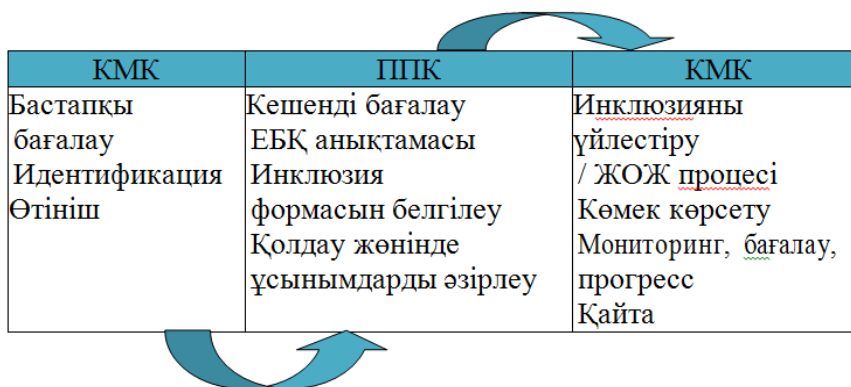 КМК
ППК
КМК
Бастапқы
бағалау
Идентификация
Өтініш
Кешенді бағалау
ЕБҚ анықтамасы
Инклюзия
формасын белгілеу
Қолдау жөнінде
ұсынымдарды әзірлеу
Инклюзияны
үйлестіру
/ ЖОЖ процесі
Көмек көрсету
Мониторинг, бағалау,
прогресс
Қайта